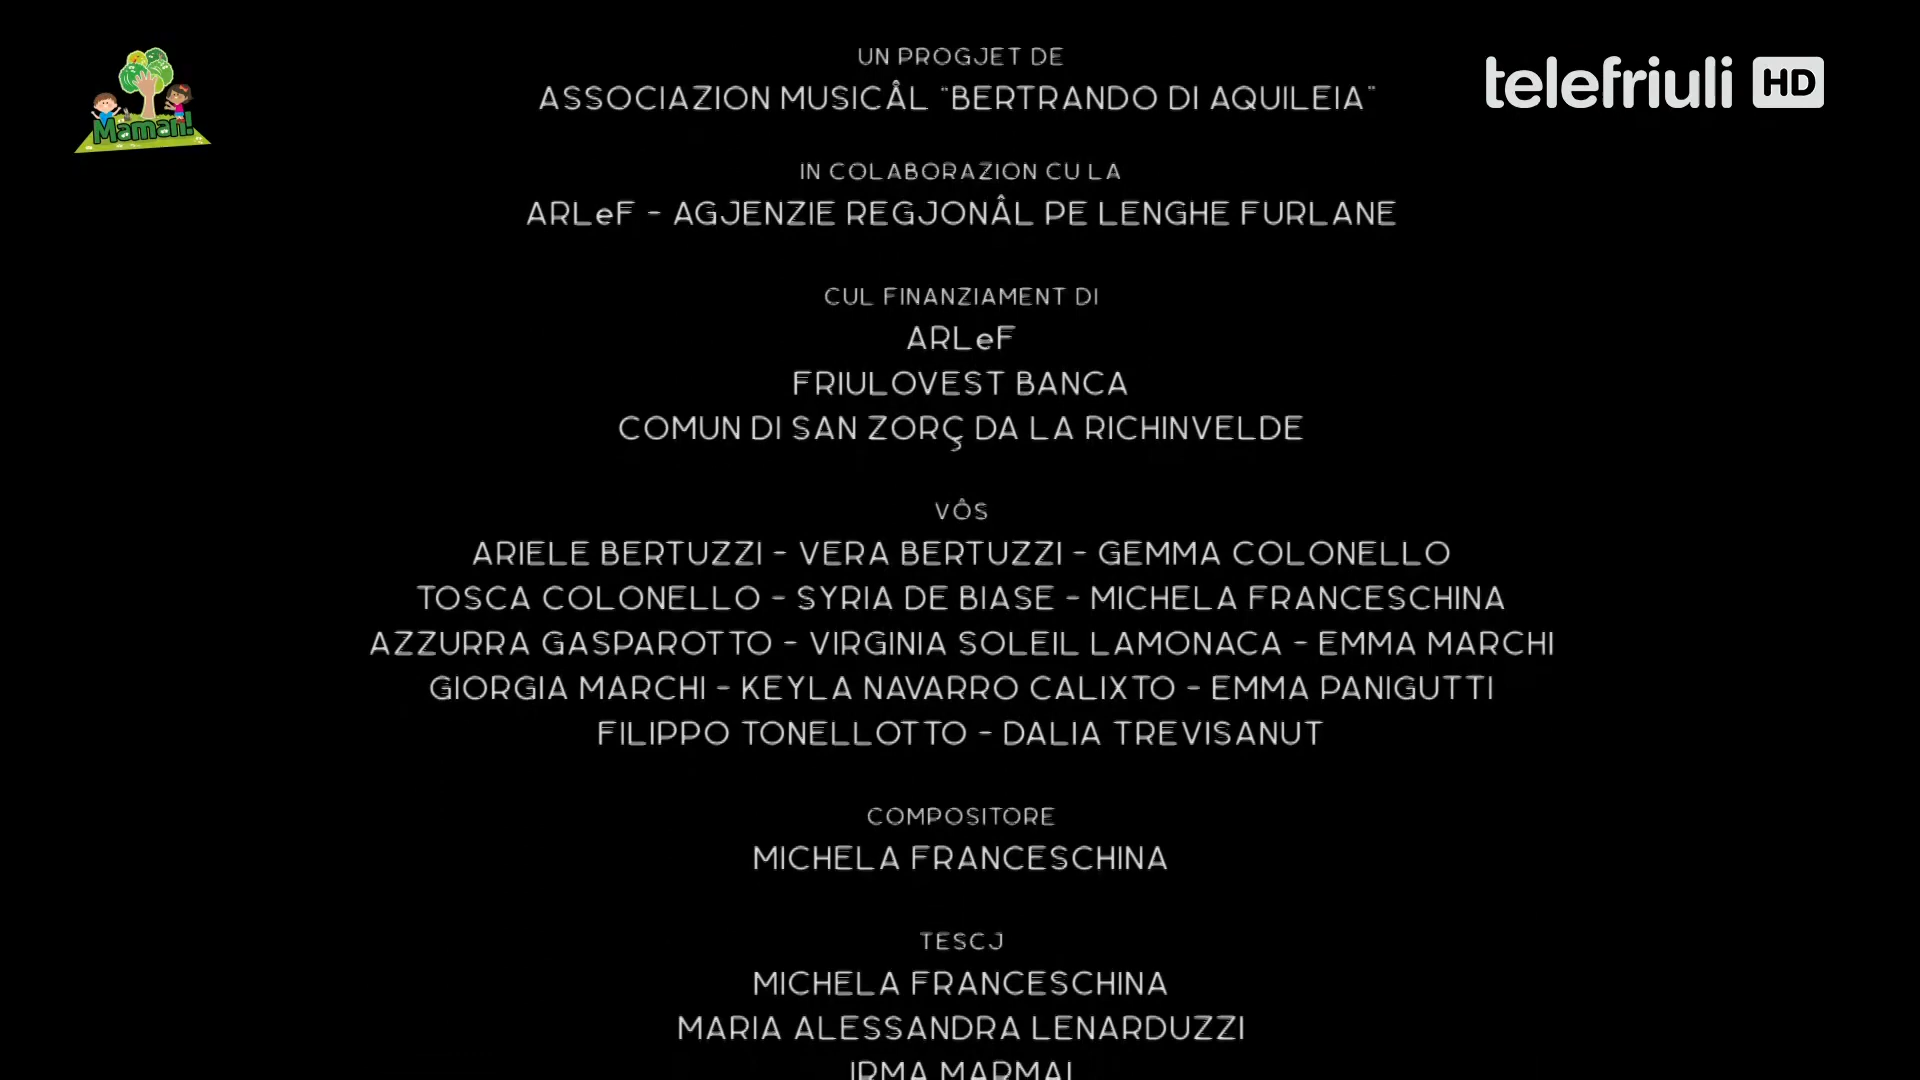 Maman!
telefriuli HD
UN PROGJET DE
ASSOCIAZION MUSICÂL "BERTRANDO DI AQUILEIA"
IN COLABORAZION CU LA
ARLeF - AGJENZIE REGJONÂL PE LENGHE FURLANE
CUL FINANZIAMENT DI
ARLeF
FRIULOVEST BANCA
COMUN DI SAN ZORÇ DA LA RICHINVELDE
VÔS
ARIELE BERTUZZI - VERA BERTUZZI - GEMMA COLONELLO
TOSCA COLONELLO - SYRIA DE BIASE - MICHELA FRANCESCHINA
AZZURRA GASPAROTTO - VIRGINIA SOLEIL LAMONACA - EMMA MARCHI
GIORGIA MARCHI - KEYLA NAVARRO CALIXTO - EMMA PANIGUTTI
FILIPPO TONELLOTTO - DALIA TREVISANUT
COMPOSITORE
MICHELA FRANCESCHINA
TESCJ
MICHELA FRANCESCHINA
MARIA ALESSANDRA LENARDUZZI
IRMA